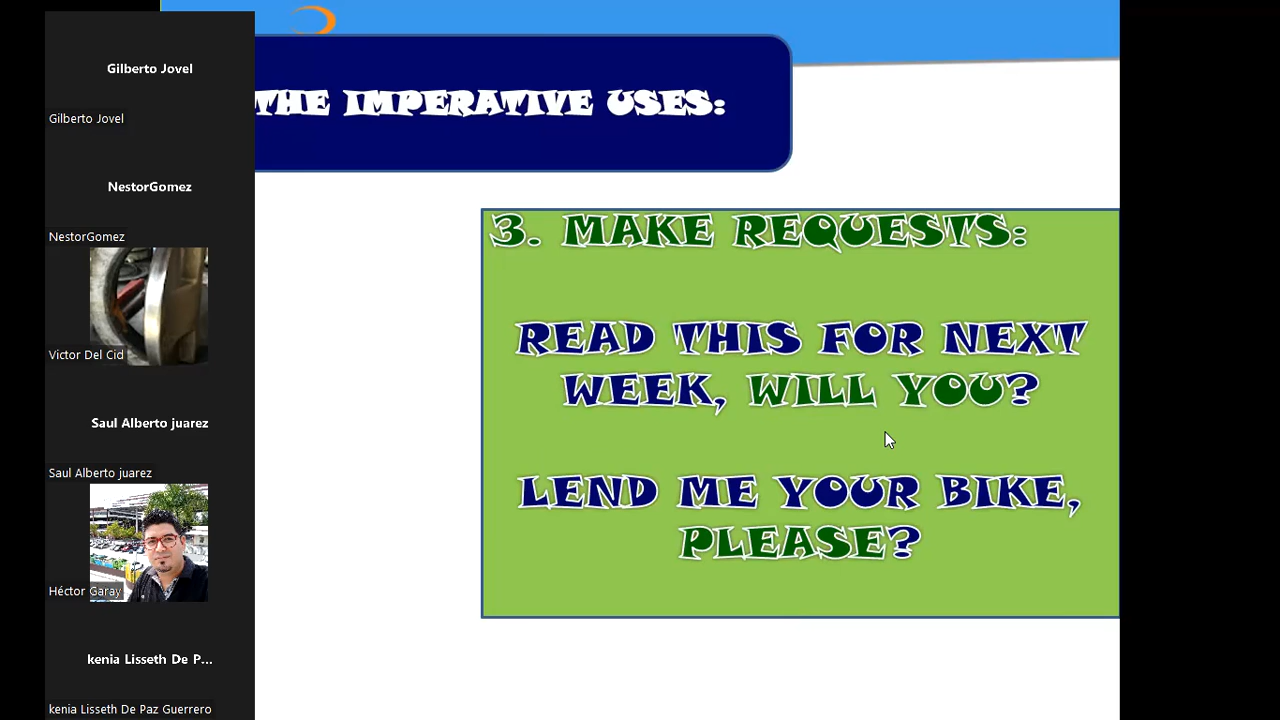 Gilberto Jovel
Gilberto Jovel
NestorGomez
NestorGomez
Victor Del Cid
Saul Alberto juarez
Saul Alberto juarez
Héctor Garay
kenia Lisseth De P...
kenia Lisseth De Paz Guerrero
THE IMPERATIVE USES:
3. MAKE REQUESTS:
READ THIS FOR NEXT
WEEK, WILL YOU?
LEND ME YOUR BIKE,
PLEASE?